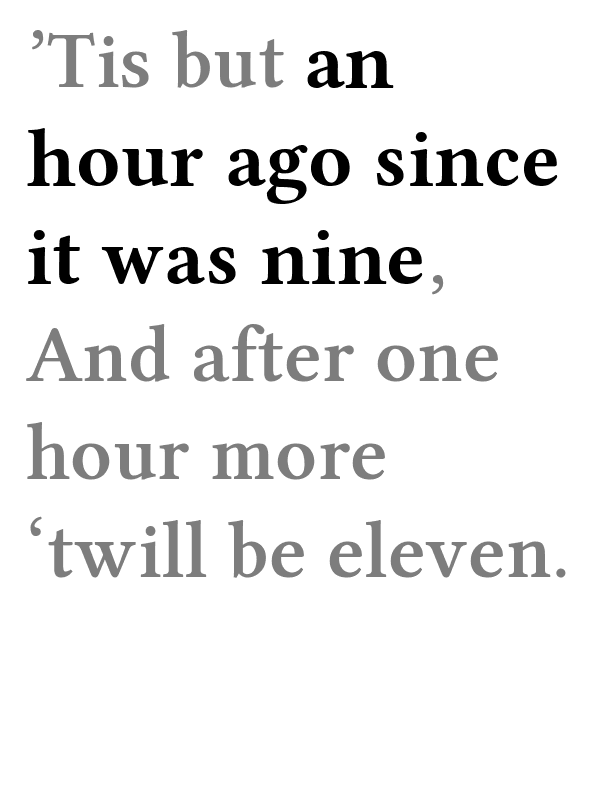 ’Tis but an
hour ago since
it was nine,
And after one
hour more
‘twill be eleven.